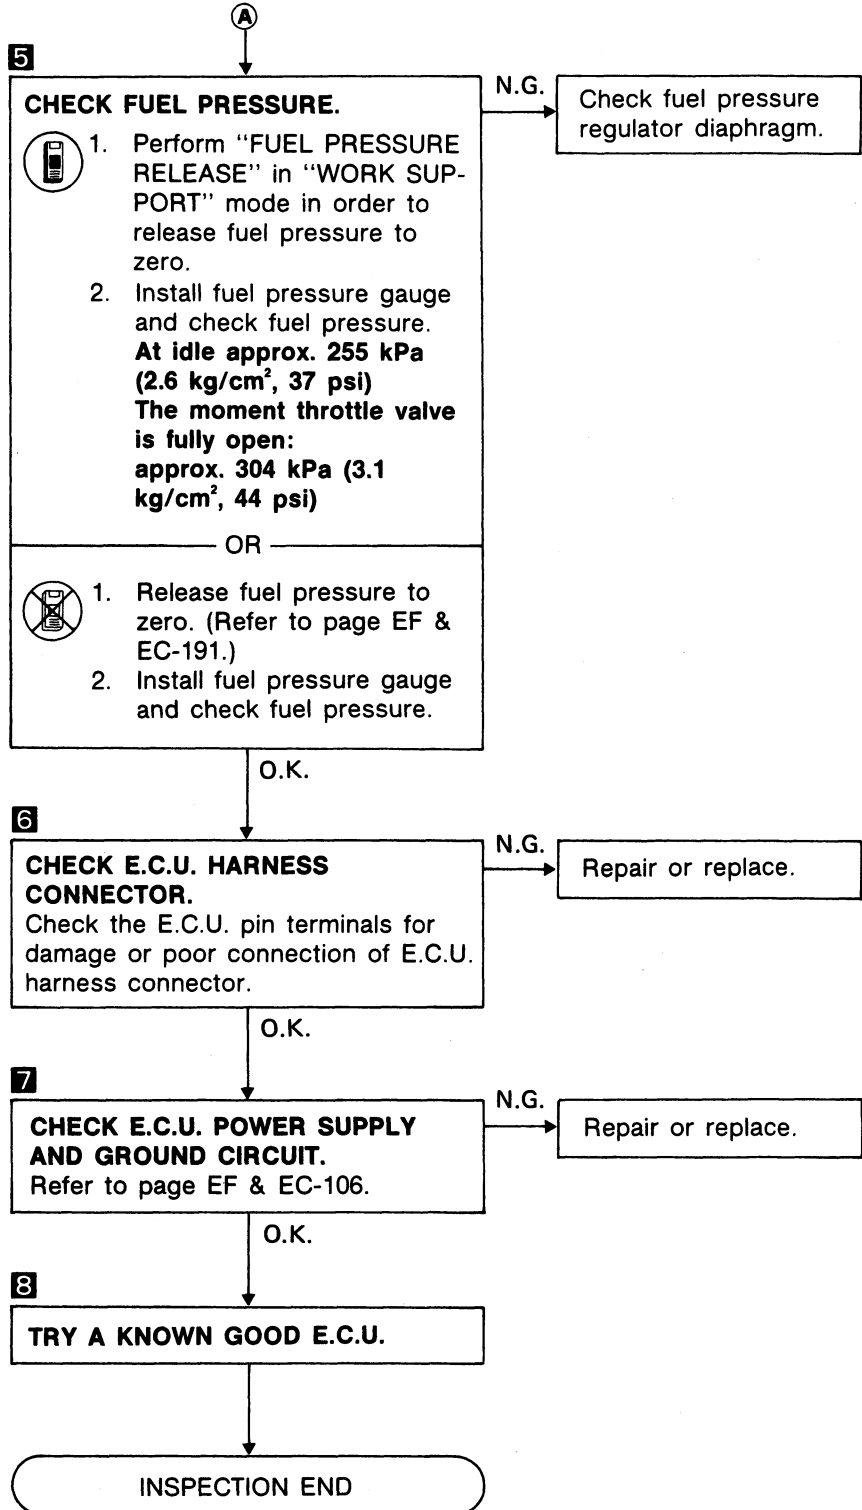 A
5
CHECK FUEL PRESSURE.
1. Perform “FUEL PRESSURE
RELEASE” in “WORK SUP-
PORT” mode in order to
release fuel pressure to
zero.
2. Install fuel pressure gauge
and check fuel pressure.
At idle approx. 255 kPa
(2.6 kg/cm², 37 psi)
The moment throttle valve
is fully open:
approx. 304 kPa (3.1
kg/cm², 44 psi)
N.G.
Check fuel pressure
regulator diaphragm.
OR
1. Release fuel pressure to
zero. (Refer to page EF &
EC-191.)
2. Install fuel pressure gauge
and check fuel pressure.
O.K.
6
CHECK E.C.U. HARNESS
CONNECTOR.
Check the E.C.U. pin terminals for
damage or poor connection of E.C.U.
harness connector.
N.G.
Repair or replace.
O.K.
7
CHECK E.C.U. POWER SUPPLY
AND GROUND CIRCUIT.
Refer to page EF & EC-106.
N.G.
Repair or replace.
O.K.
8
TRY A KNOWN GOOD E.C.U.
INSPECTION END